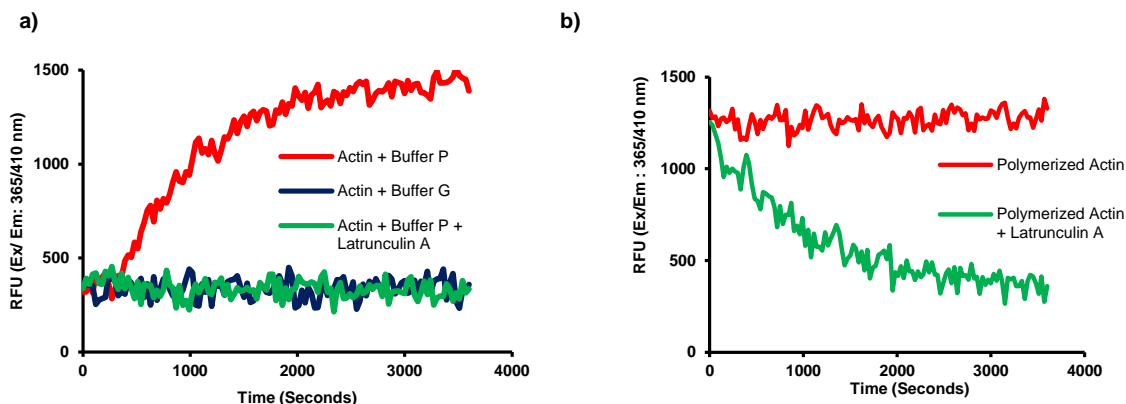 a)
1500
1000
500
0
RFU (Ex/ Em: 365/410 nm)
Actin + Buffer P
Actin + Buffer G
Actin + Buffer P +
Latrunculin A
0 1000 2000 3000 4000
Time (Seconds)
b)
1500
1000
500
0
RFU (Ex/Em : 365/410 nm)
Polymerized Actin
Polymerized Actin
+ Latrunculin A
0 1000 2000 3000 4000
Time (Seconds)